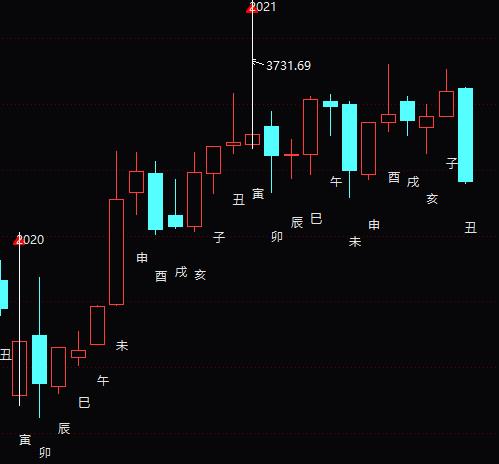 2021
3731.69
子
丑
寅
午
酉
戌
亥
巳
辰
申
丑
子
卯
未
2020
申
酉
戌
亥
未
丑
午
巳
辰
寅
卯